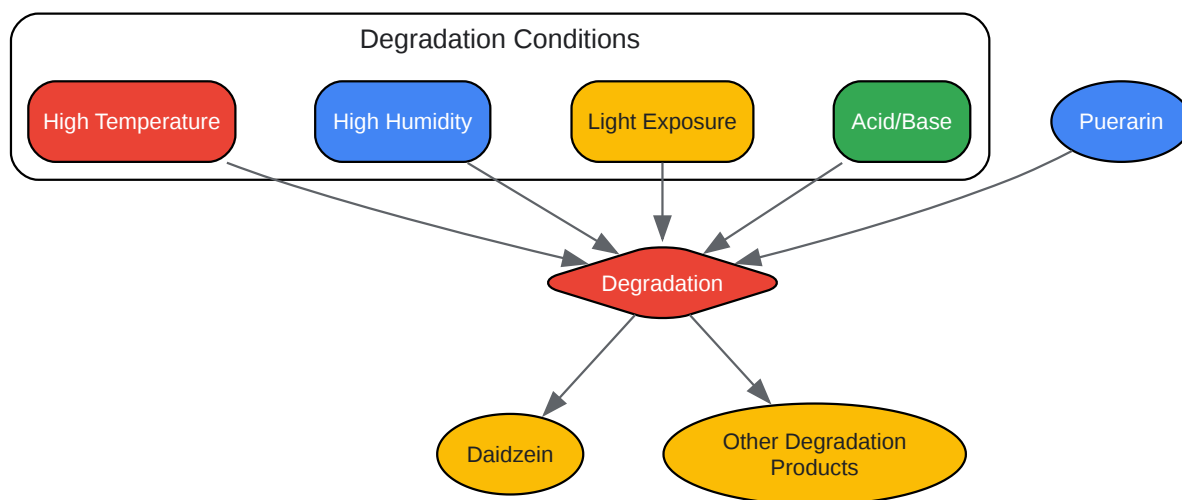 Degradation Conditions
High Temperature
High Humidity
Light Exposure
Acid/Base
Puerarin
Degradation
Daidzein
Other Degradation
Products